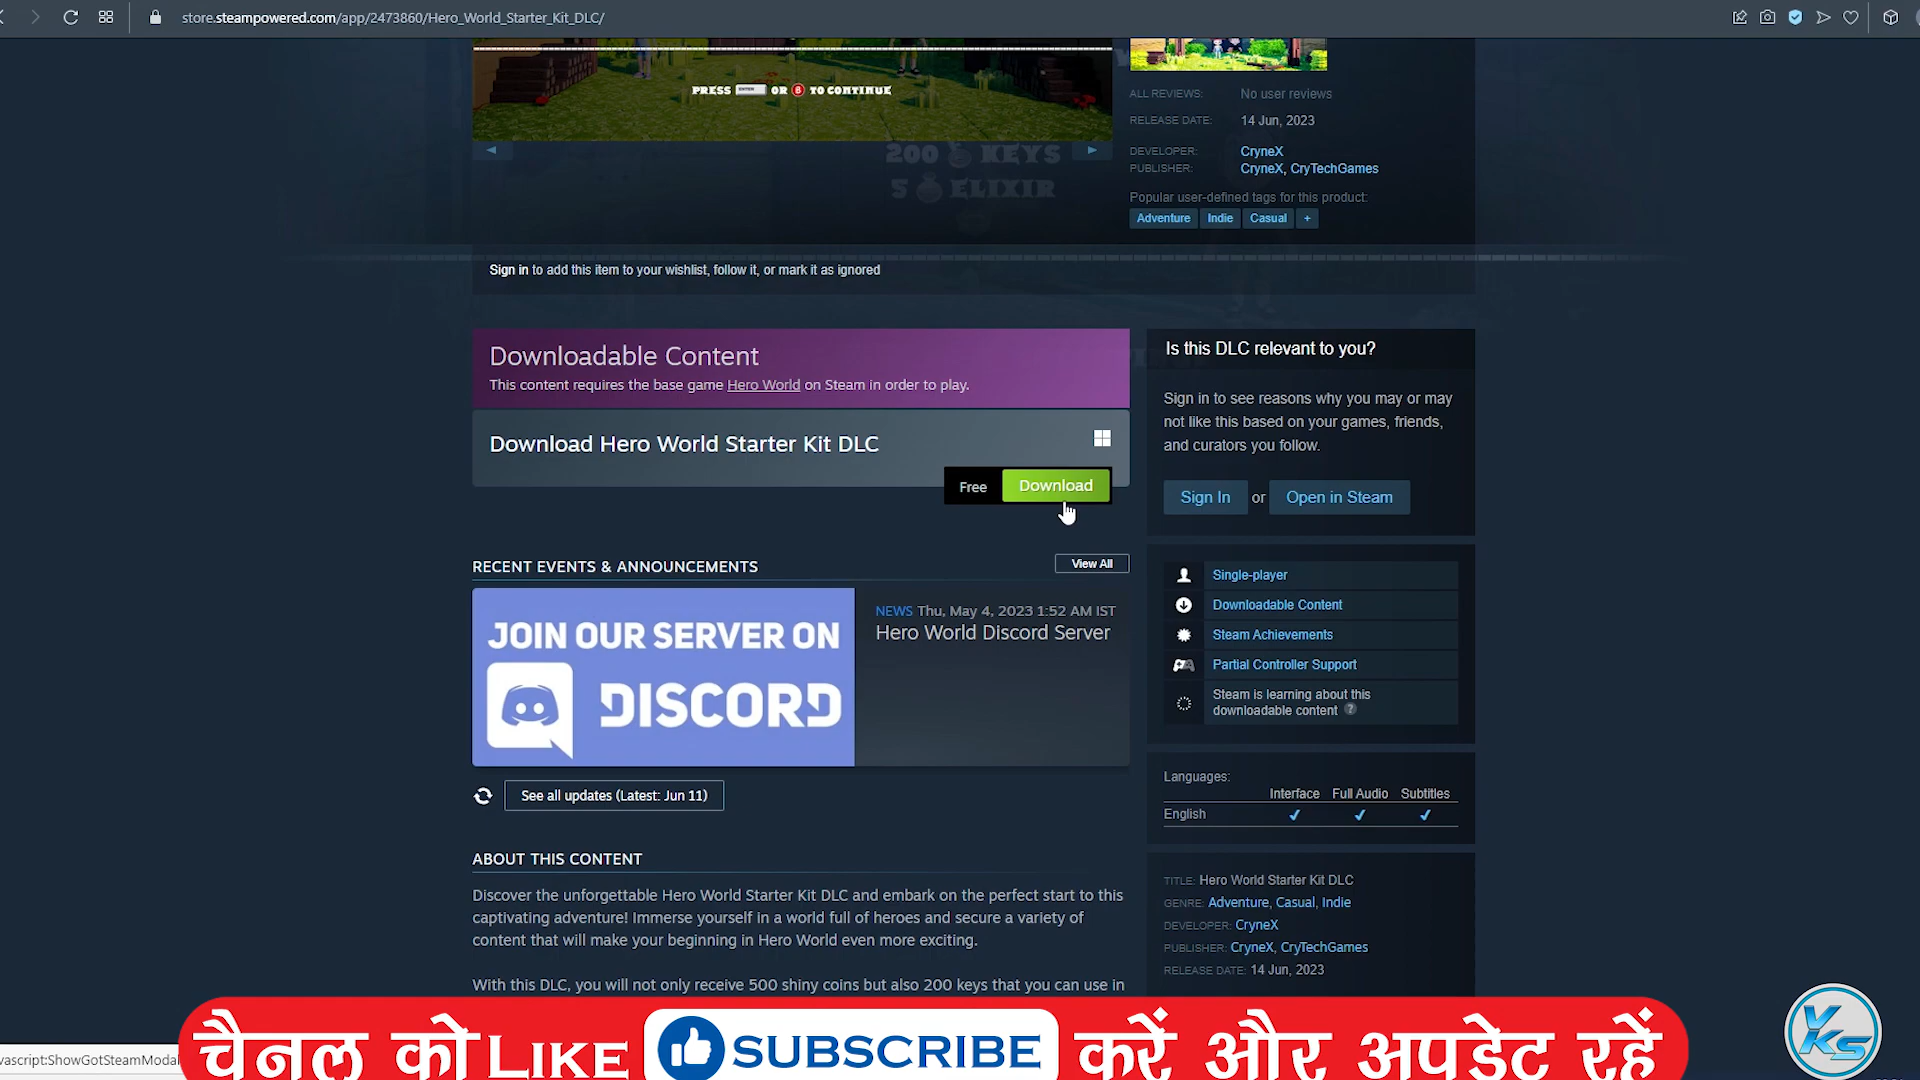 store.steampowered.com/app/2473860/Hero_World_Starter_Kit_DLC/
PRESS ENTER OR B TO CONTINUE
200 KEYS
5 ELIXIR
ALL REVIEWS: No user reviews
RELEASE DATE: 14 Jun, 2023
DEVELOPER: CryneX
PUBLISHER: CryneX, CryTechGames
Popular user-defined tags for this product:
Adventure Indie Casual +
Sign in to add this item to your wishlist, follow it, or mark it as ignored
Downloadable Content
This content requires the base game Hero World on Steam in order to play.
Download Hero World Starter Kit DLC
Free Download
Is this DLC relevant to you?
Sign in to see reasons why you may or may
not like this based on your games, friends,
and curators you follow.
Sign In or Open in Steam
RECENT EVENTS & ANNOUNCEMENTS
View All
JOIN OUR SERVER ON
DISCORD
NEWS Thu, May 4, 2023 1:52 AM IST
Hero World Discord Server
See all updates (Latest: Jun 11)
Single-player
Downloadable Content
Steam Achievements
Partial Controller Support
Steam is learning about this
downloadable content ?
Languages:
Interface Full Audio Subtitles
English ✔ ✔ ✔
ABOUT THIS CONTENT
Discover the unforgettable Hero World Starter Kit DLC and embark on the perfect start to this
captivating adventure! Immerse yourself in a world full of heroes and secure a variety of
content that will make your beginning in Hero World even more exciting.
With this DLC, you will not only receive 500 shiny coins but also 200 keys that you can use in
TITLE: Hero World Starter Kit DLC
GENRE: Adventure, Casual, Indie
DEVELOPER: CryneX
PUBLISHER: CryneX, CryTechGames
RELEASE DATE: 14 Jun, 2023
vascript:ShowGotSteamModal
चैनल को LIKE SUBSCRIBE करें और अपडेट रहें
YKS